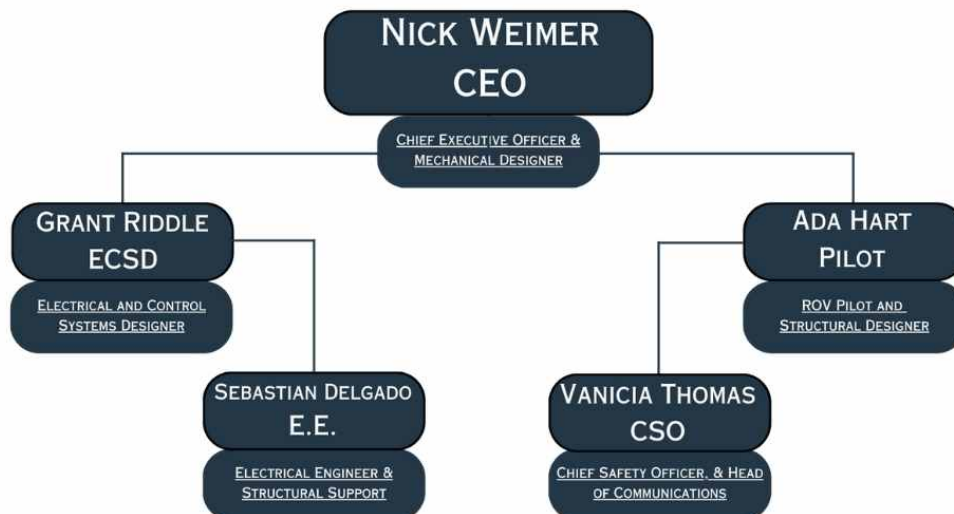 NICK WEIMER
CEO
CHIEF EXECUTIVE OFFICER &
MECHANICAL DESIGNER
GRANT RIDDLE
ECSD
ELECTRICAL AND CONTROL
SYSTEMS DESIGNER
ADA HART
PILOT
ROV PILOT AND
STRUCTURAL DESIGNER
SEBASTIAN DELGADO
E.E.
ELECTRICAL ENGINEER &
STRUCTURAL SUPPORT
VANICIA THOMAS
CSO
CHIEF SAFETY OFFICER, & HEAD
OF COMMUNICATIONS